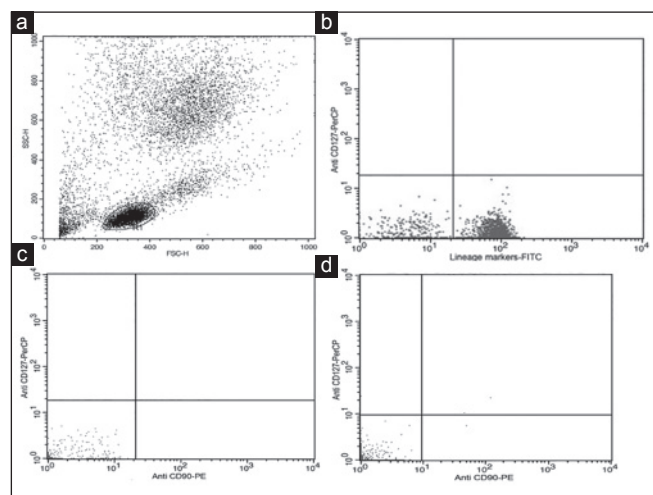 a
1000
800
600
400
200
0
SSC-H
0 200 400 600 800 1000
FSC-H
b
10^4
10^3
10^2
10^1
10^0
Anti CD127-PerCP
10^0 10^1 10^2 10^3 10^4
Lineage markers-FITC
c
10^4
10^3
10^2
10^1
10^0
Anti CD127-PerCP
10^0 10^1 10^2 10^3 10^4
Anti CD90-PE
d
10^4
10^3
10^2
10^1
10^0
Anti CD127-PerCP
10^0 10^1 10^2 10^3 10^4
Anti CD90-PE